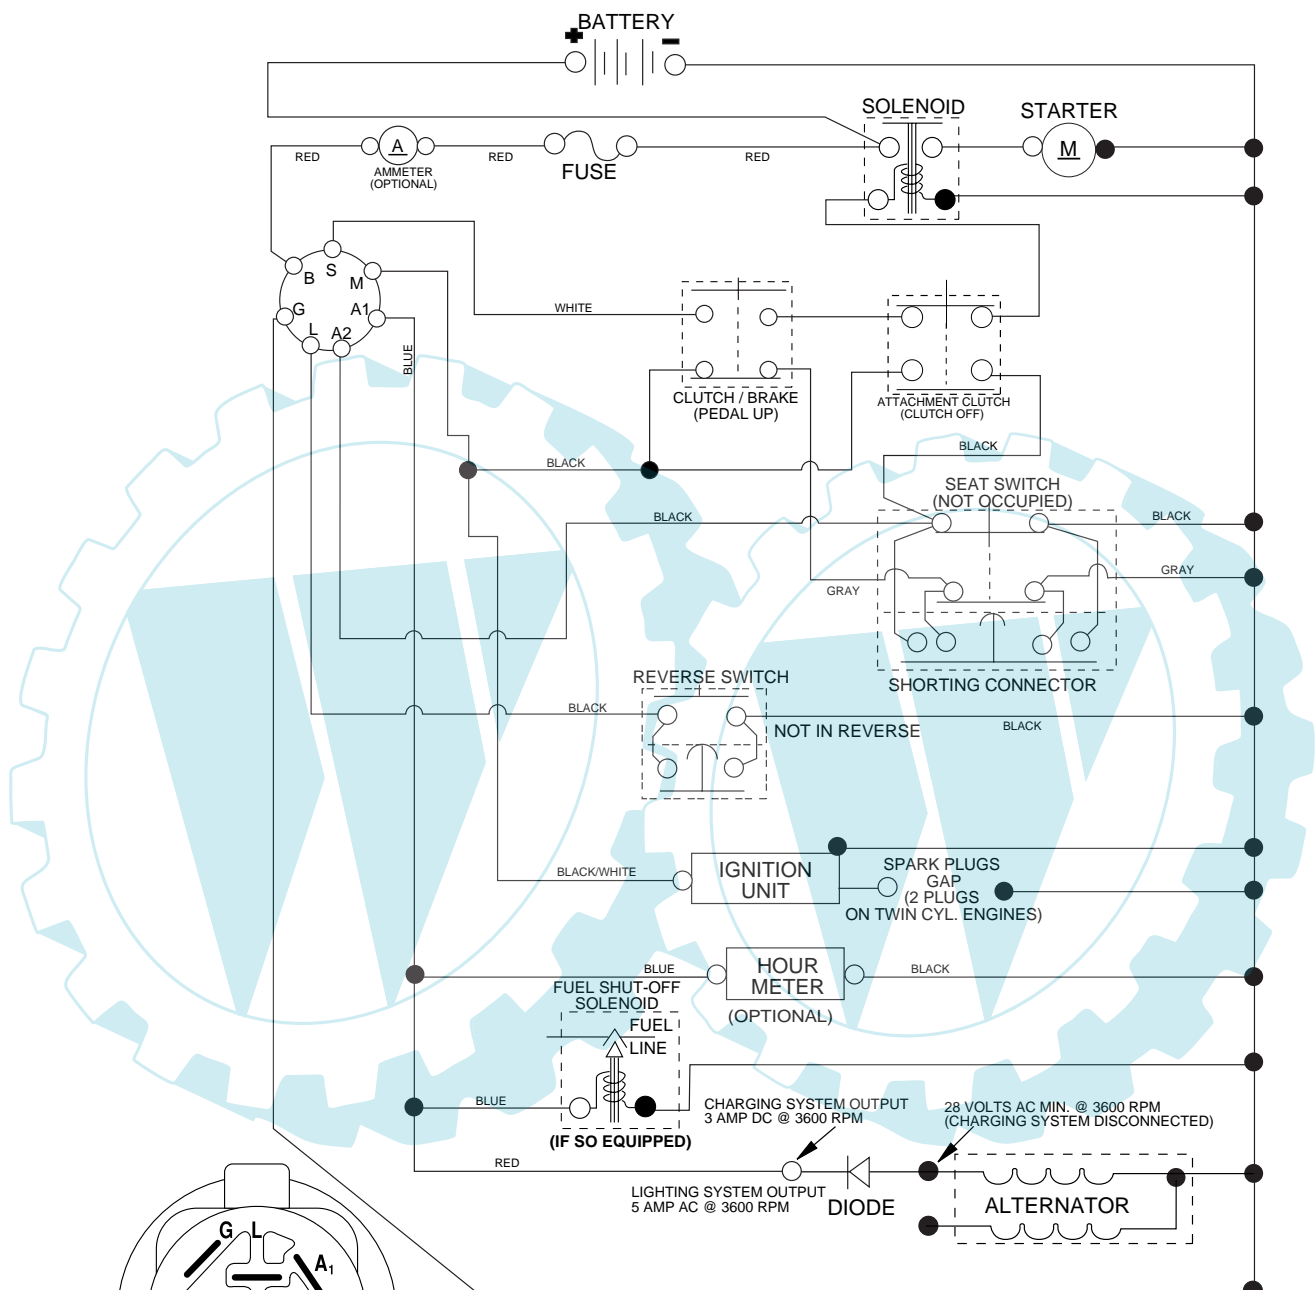 BATTERY
+ -
SOLENOID
STARTER
RED
A
RED
FUSE
RED
M
AMMETER
(OPTIONAL)
B
S
M
G
A1
L
A2
BLUE
WHITE
CLUTCH / BRAKE
(PEDAL UP)
ATTACHMENT CLUTCH
(CLUTCH OFF)
BLACK
BLACK
SEAT SWITCH
(NOT OCCUPIED)
BLACK
BLACK
GRAY
GRAY
SHORTING CONNECTOR
REVERSE SWITCH
BLACK
NOT IN REVERSE
BLACK
BLACK/WHITE
IGNITION
UNIT
SPARK PLUGS
GAP
(2 PLUGS
ON TWIN CYL. ENGINES)
BLUE
HOUR
METER
BLACK
(OPTIONAL)
FUEL SHUT-OFF
SOLENOID
FUEL
LINE
BLUE
(IF SO EQUIPPED)
CHARGING SYSTEM OUTPUT
3 AMP DC @ 3600 RPM
28 VOLTS AC MIN. @ 3600 RPM
(CHARGING SYSTEM DISCONNECTED)
RED
LIGHTING SYSTEM OUTPUT
5 AMP AC @ 3600 RPM
DIODE
ALTERNATOR
G
L
A1